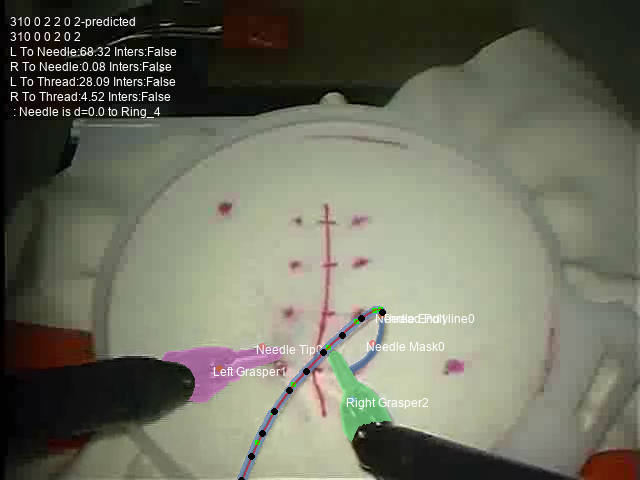 310 0 2 2 0 2-predicted
310 0 0 2 0 2
L To Needle:68.32 Inters:False
R To Needle:0.08 Inters:False
L To Thread:28.09 Inters:False
R To Thread:4.52 Inters:False
: Needle is d=0.0 to Ring_4
Needle Mask0
Left Grasper1
Right Grasper2